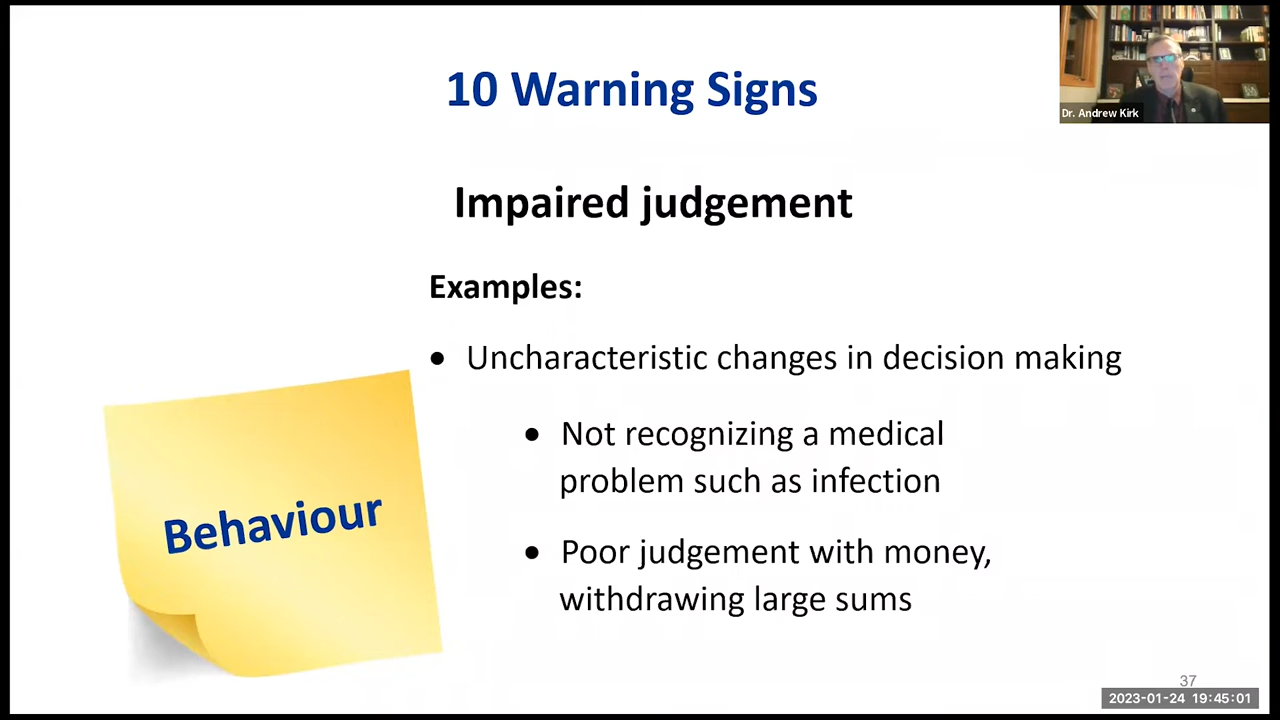 10 Warning Signs
Dr. Andrew Kirk
Impaired judgement
Examples:
• Uncharacteristic changes in decision making
• Not recognizing a medical
problem such as infection
• Poor judgement with money,
withdrawing large sums
Behaviour
37
2023-01-24 19:45:01